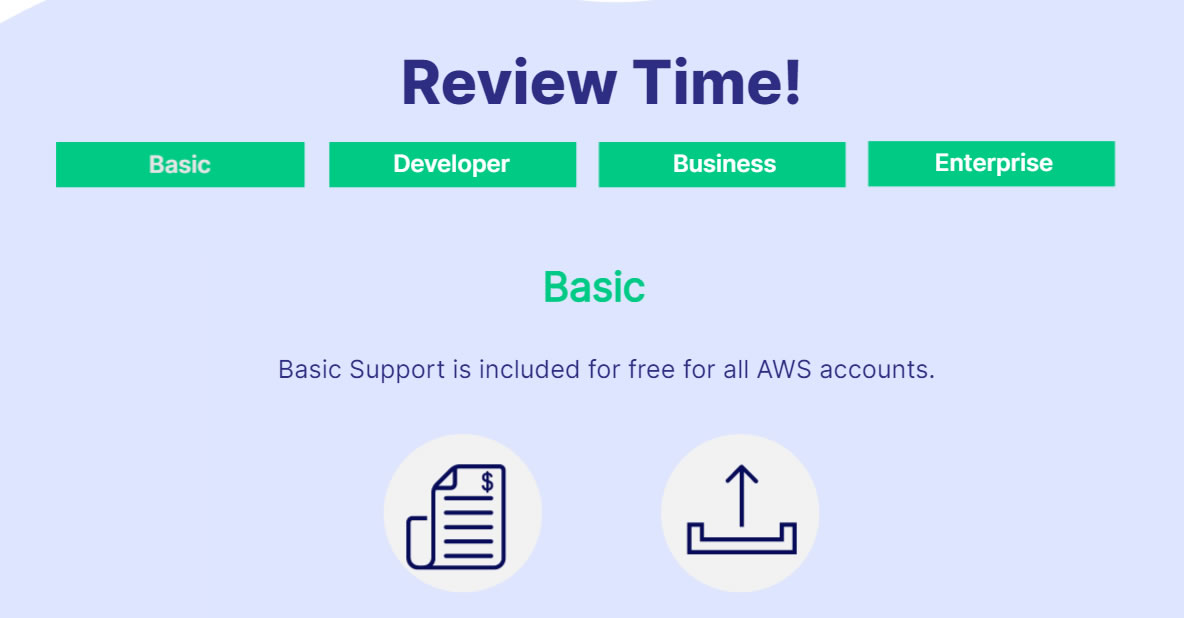 Review Time!
Basic Developer Business Enterprise
Basic
Basic Support is included for free for all AWS accounts.
$